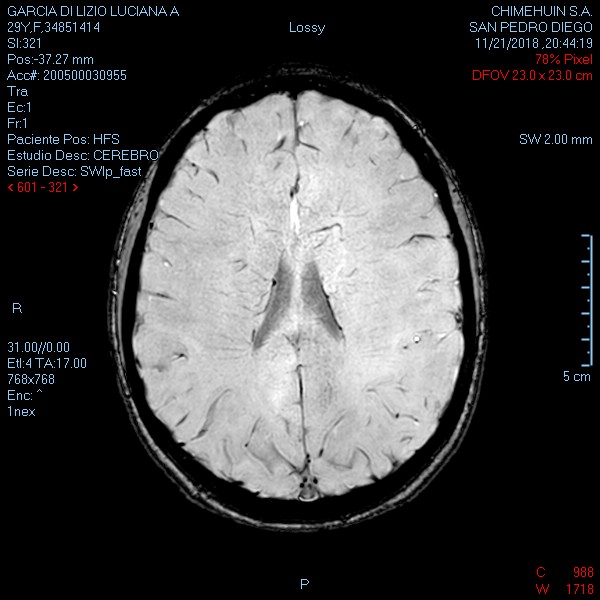 GARCIA DI LIZIO LUCIANA A
29Y,F,34851414
Sl:321
Pos:-37.27 mm
Acc#: 200500030955
Tra
Ec:1
Fr:1
Paciente Pos: HFS
Estudio Desc: CEREBRO
Serie Desc: SWIp_fast
< 601 - 321 >
Lossy
CHIMEHUIN S.A.
SAN PEDRO DIEGO
11/21/2018 ,20:44:19
78% Pixel
DFOV 23.0 x 23.0 cm
SW 2.00 mm
R
31.00//0.00
Etl:4 TA:17.00
768x768
Enc: ^
1nex
5 cm
P
C 988
W 1718